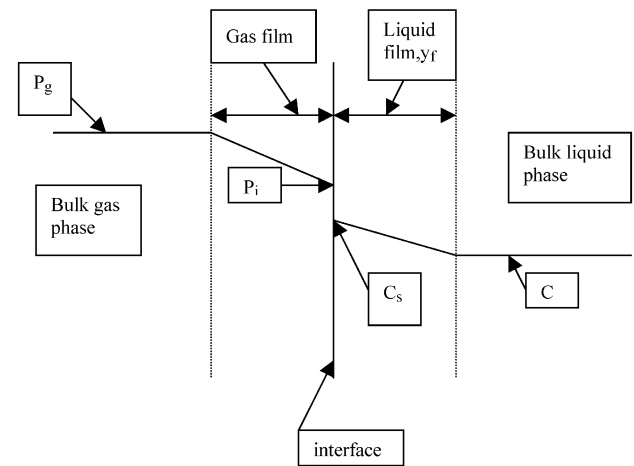 Gas film
Liquid
film,yf
Pg
Bulk liquid
phase
Pi
Bulk gas
phase
Cs
C
interface